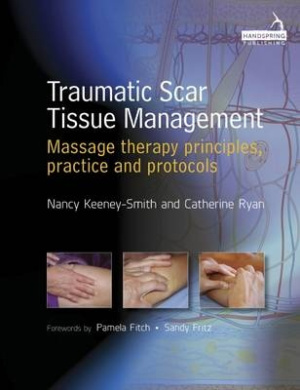 HANDSPRING
PUBLISHING
Traumatic Scar
Tissue Management
Massage therapy principles,
practice and protocols
Nancy Keeney-Smith and Catherine Ryan
Forewords by Pamela Fitch • Sandy Fritz